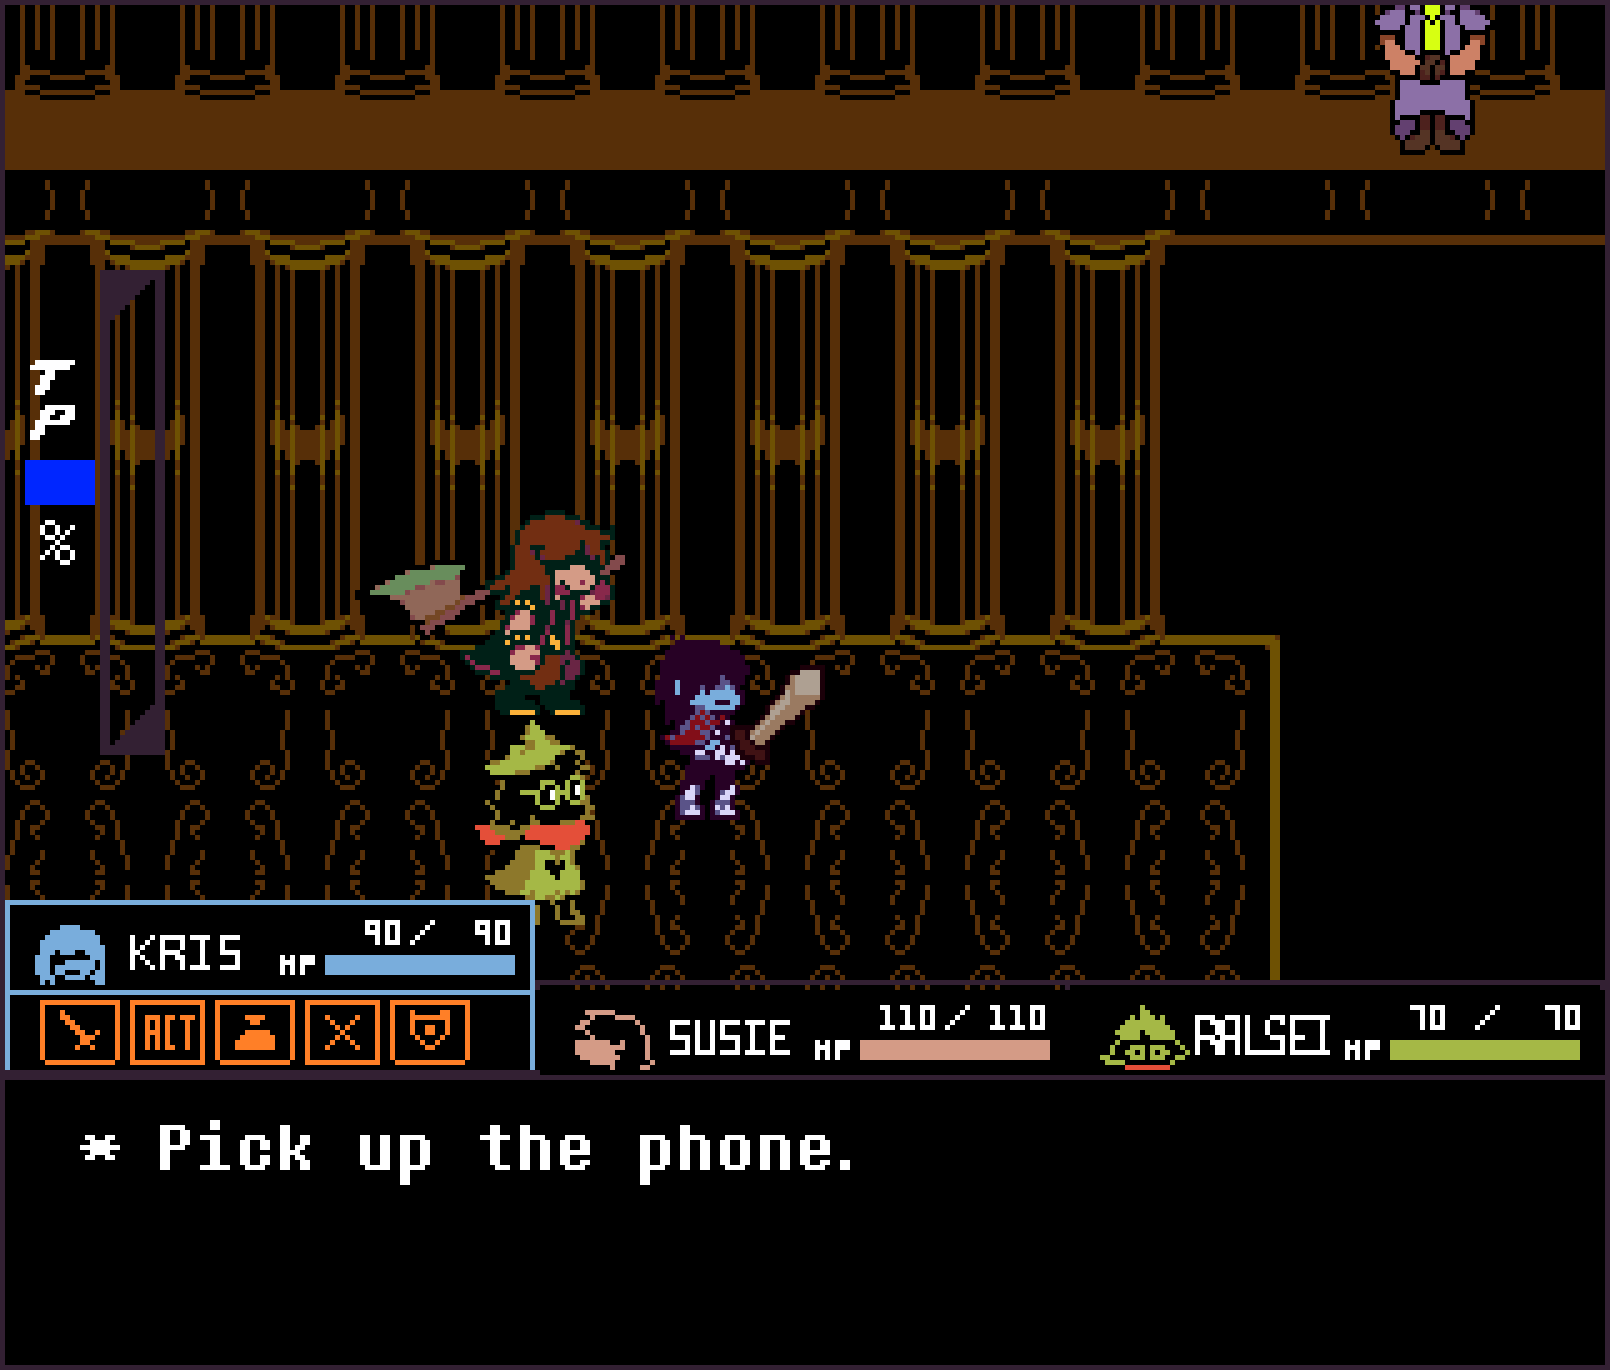 TP
%
KRIS HP 90/ 90
ACT
SUSIE HP 110/ 110
RALSEI HP 70 / 70
* Pick up the phone.